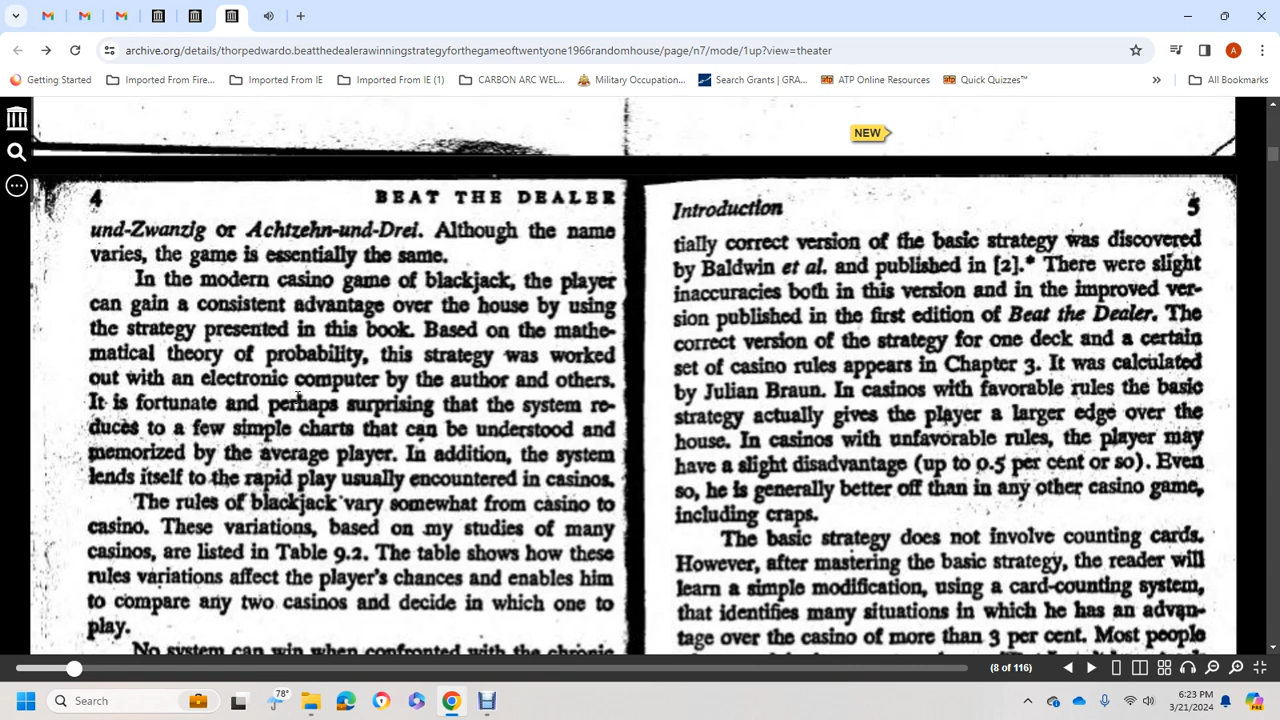 archive.org/details/thorpedwardo.beatthedealerawinningstrategyforthegameoftwentyone1966randomhouse/page/n7/mode/1up?view=theater
A
Getting Started
Imported From Fire...
Imported From IE
Imported From IE (1)
CARBON ARC WEL...
Military Occupation...
Search Grants | GRA...
ATP Online Resources
Quick Quizzes™
»
All Bookmarks
NEW
4 BEAT THE DEALER
und-Zwanzig or Achtzehn-und-Drei. Although the name
varies, the game is essentially the same.
In the modern casino game of blackjack, the player
can gain a consistent advantage over the house by using
the strategy presented in this book. Based on the mathe-
matical theory of probability, this strategy was worked
out with an electronic computer by the author and others.
It is fortunate and perhaps surprising that the system re-
duces to a few simple charts that can be understood and
memorized by the average player. In addition, the system
lends itself to the rapid play usually encountered in casinos.
The rules of blackjack vary somewhat from casino to
casino. These variations, based on my studies of many
casinos, are listed in Table 9.2. The table shows how these
rules variations affect the player's chances and enables him
to compare any two casinos and decide in which one to
play.
No system can win when confronted with the chronic
Introduction 5
tially correct version of the basic strategy was discovered
by Baldwin et al. and published in [2].* There were slight
inaccuracies both in this version and in the improved ver-
sion published in the first edition of Beat the Dealer. The
correct version of the strategy for one deck and a certain
set of casino rules appears in Chapter 3. It was calculated
by Julian Braun. In casinos with favorable rules the basic
strategy actually gives the player a larger edge over the
house. In casinos with unfavorable rules, the player may
have a slight disadvantage (up to 0.5 per cent or so). Even
so, he is generally better off than in any other casino game,
including craps.
The basic strategy does not involve counting cards.
However, after mastering the basic strategy, the reader will
learn a simple modification, using a card-counting system,
that identifies many situations in which he has an advan-
tage over the casino of more than 3 per cent. Most people
(8 of 116)
Search
78°
6:23 PM
3/21/2024